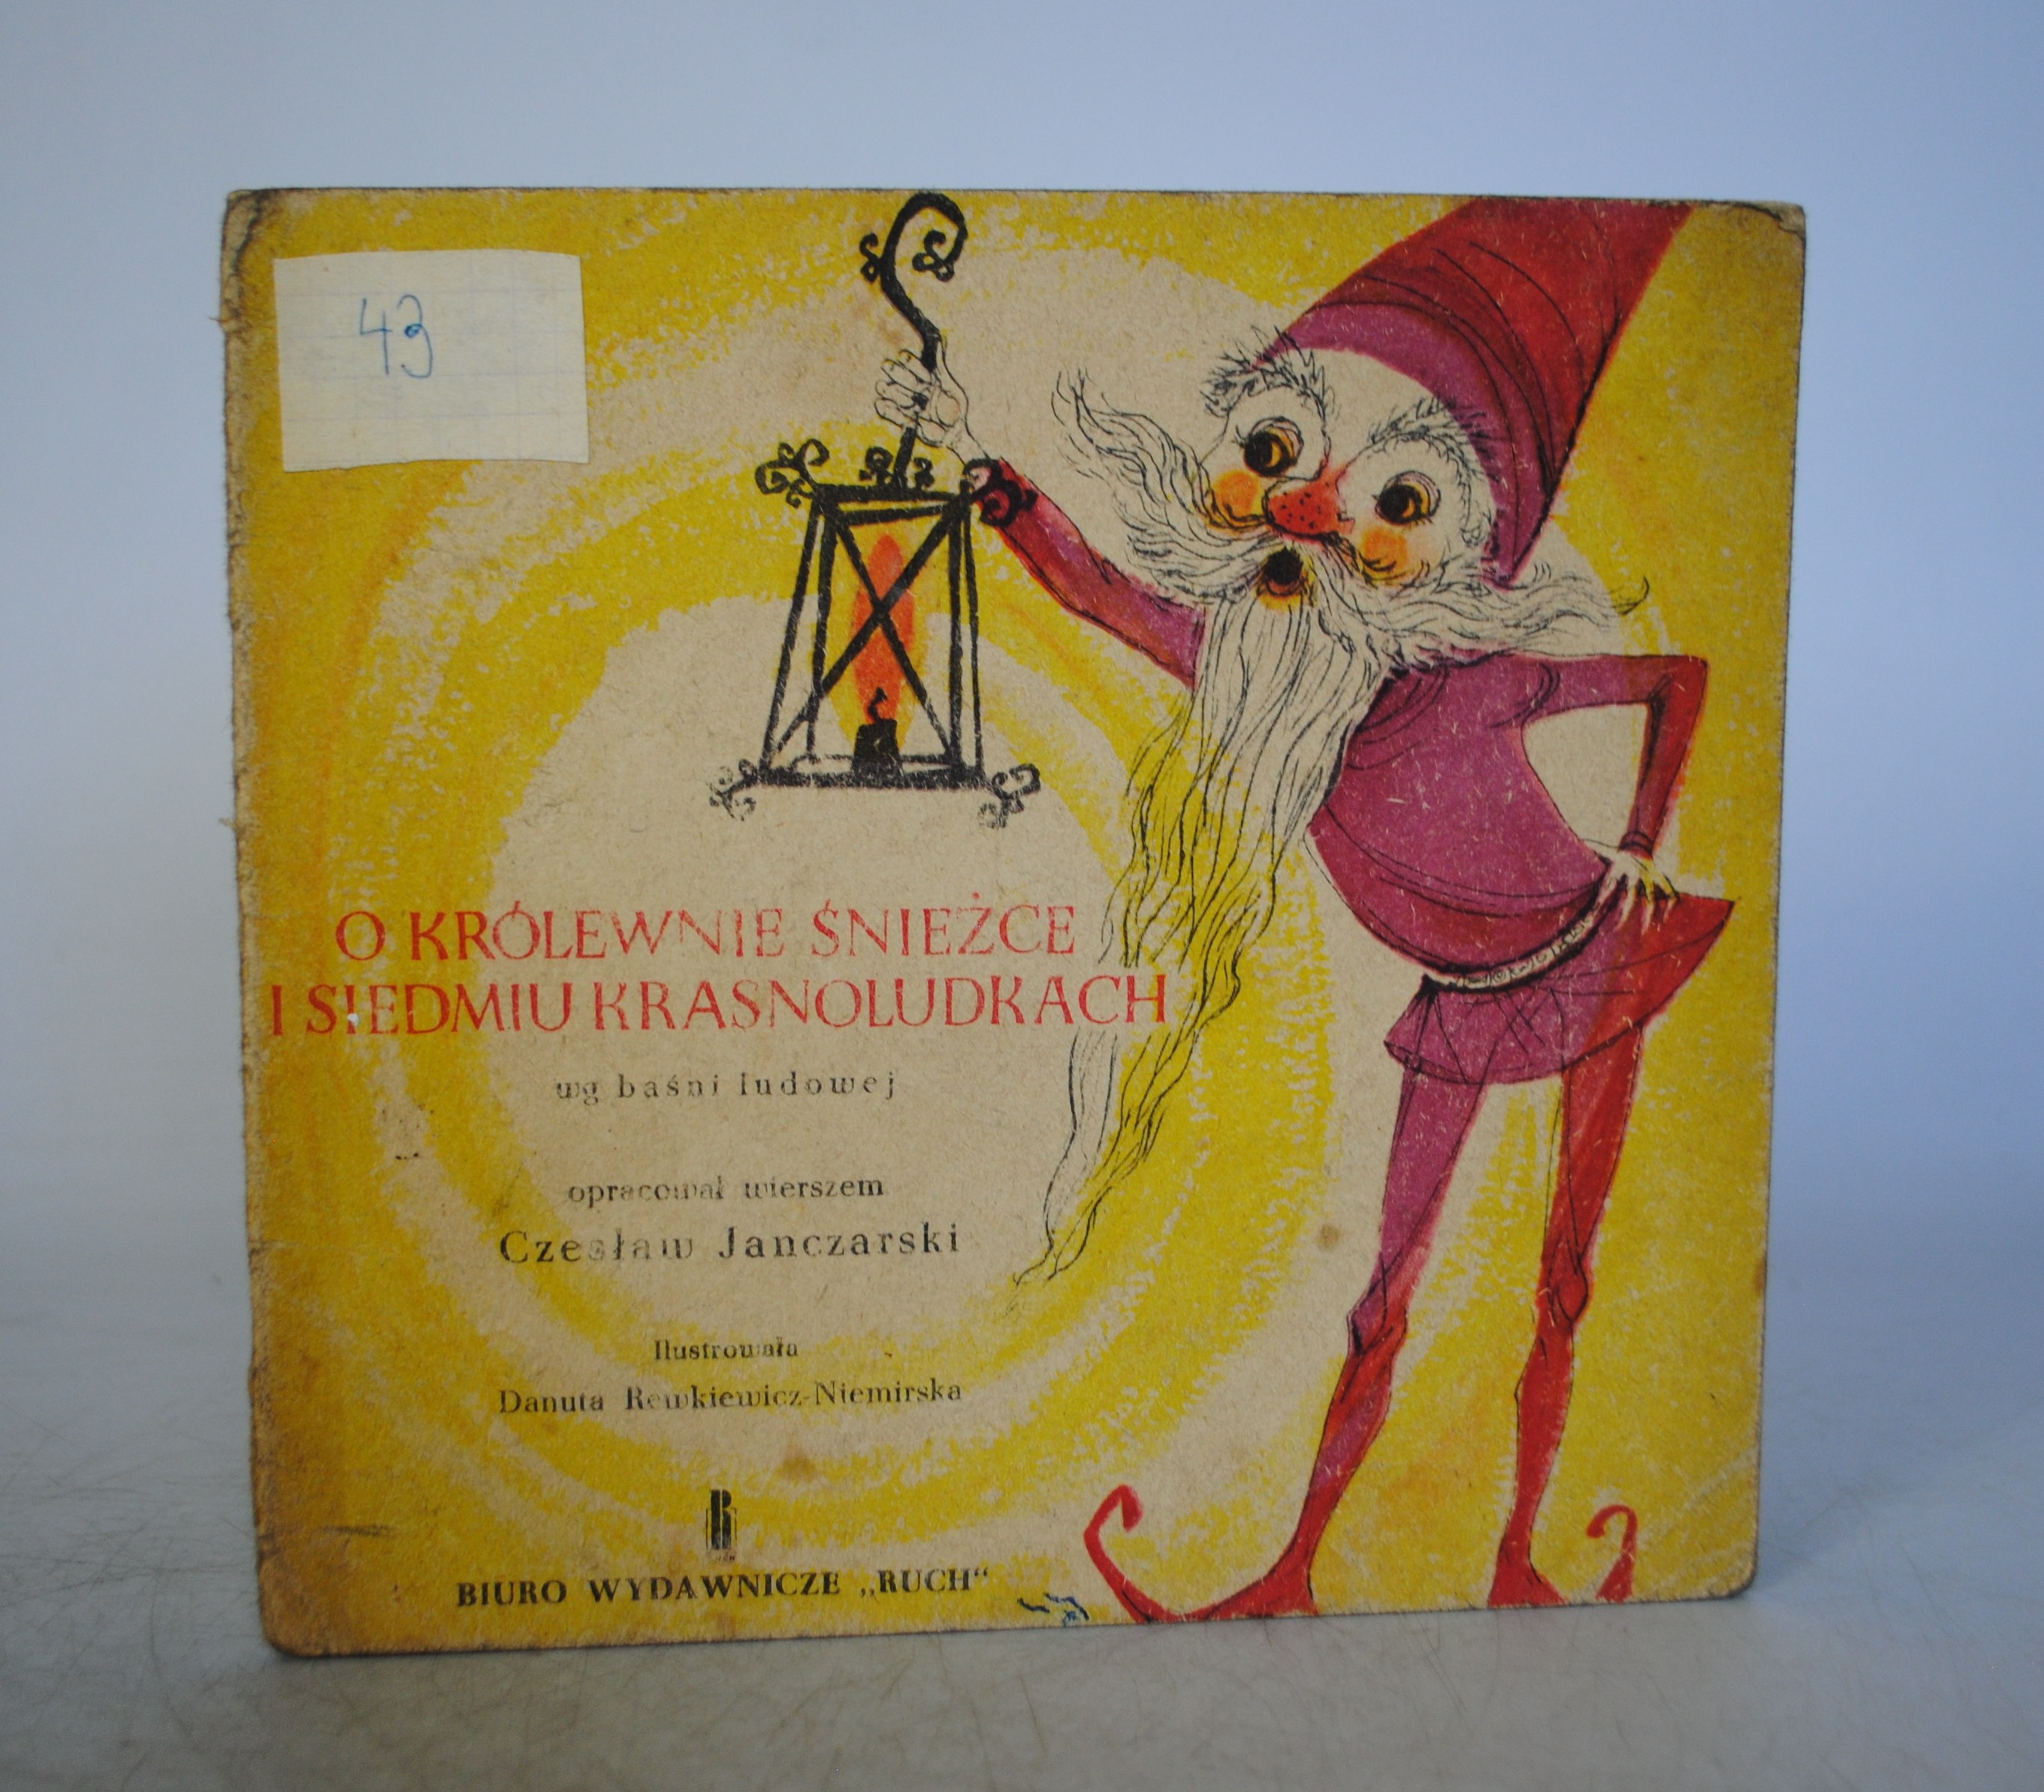 43
O KRÓLEWNIE ŚNIEŻCE
I SIEDMIU KRASNOLUDKACH
wg baśni ludowej
opracował wierszem
Czesław Janczarski
Ilustrowała
Danuta Rewkiewicz-Niemirska
BIURO WYDAWNICZE „RUCH“